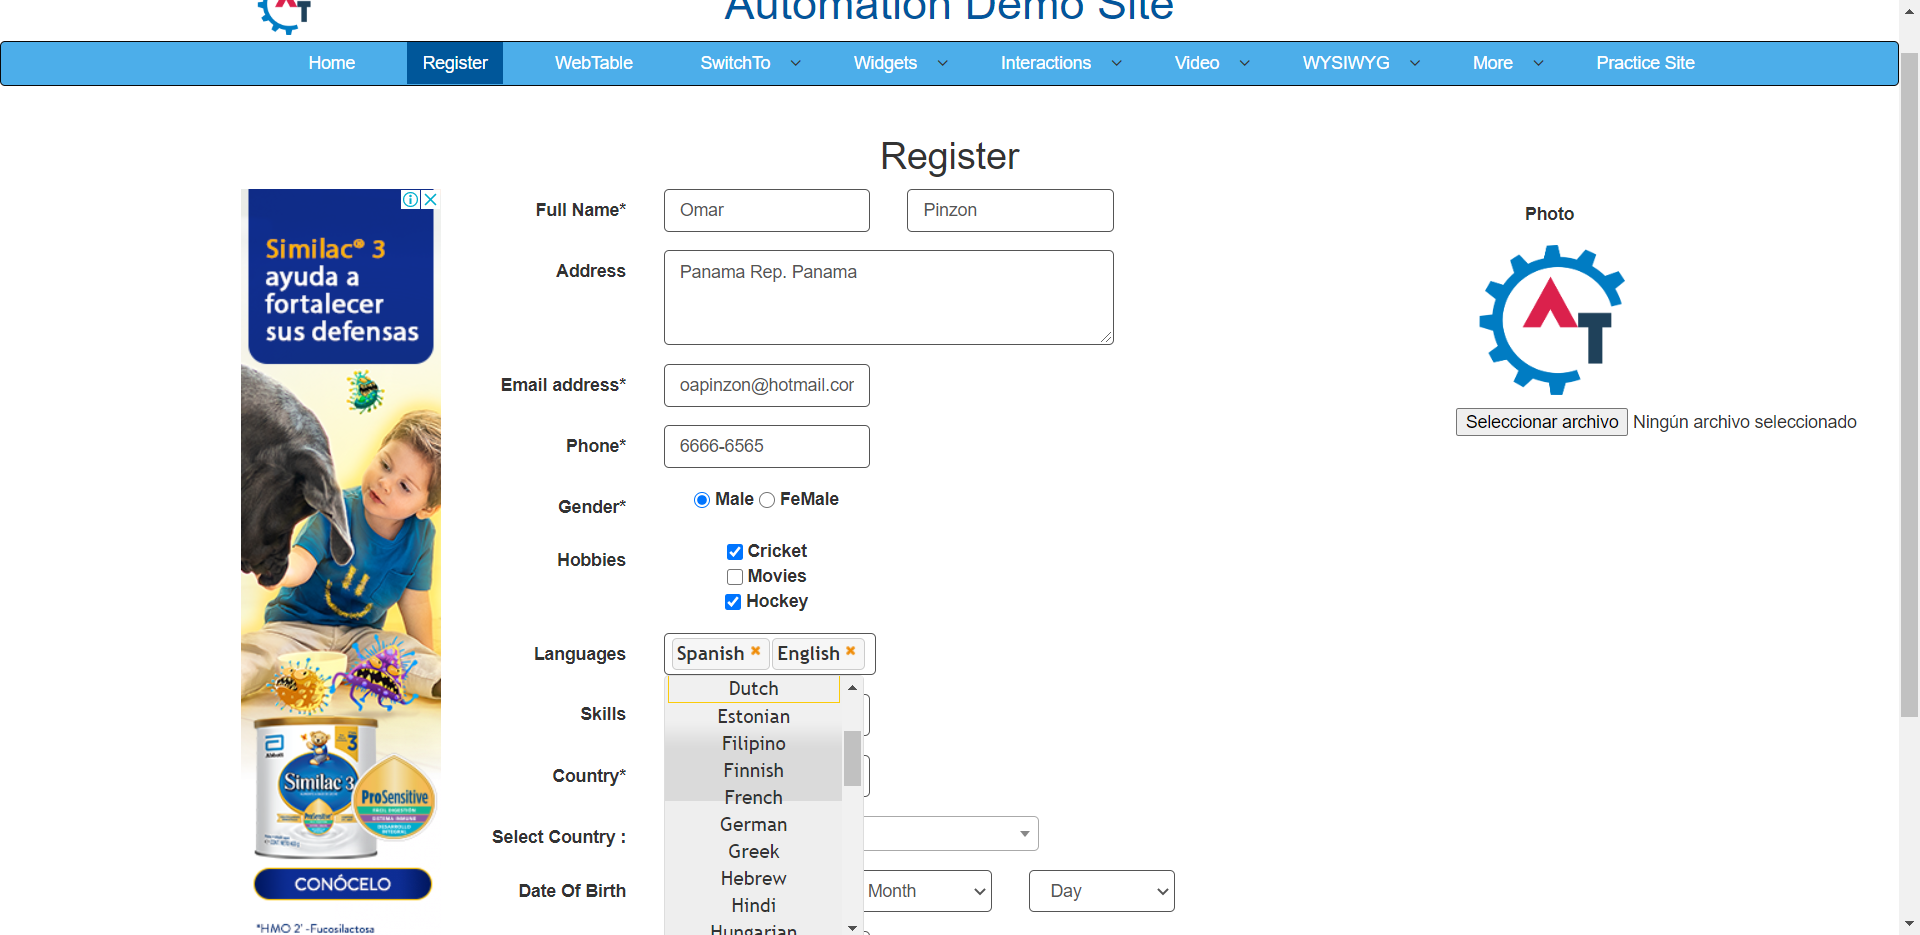 Automation Demo Site
Home
Register
WebTable
SwitchTo
Widgets
Interactions
Video
WYSIWYG
More
Practice Site
Register
Similac® 3
ayuda a
fortalecer
sus defensas
Similac 3
3
ProSensitive
CONÓCELO
*HMO 2' -Fucosilactosa
Full Name*
Omar
Pinzon
Address
Panama Rep. Panama
Email address*
oapinzon@hotmail.cor
Phone*
6666-6565
Gender*
Male
FeMale
Hobbies
Cricket
Movies
Hockey
Languages
Spanish
English
Dutch
Estonian
Filipino
Finnish
French
German
Greek
Hebrew
Hindi
Hungarian
Skills
Country*
Select Country :
Date Of Birth
Month
Day
Photo
AT
Seleccionar archivo
Ningún archivo seleccionado